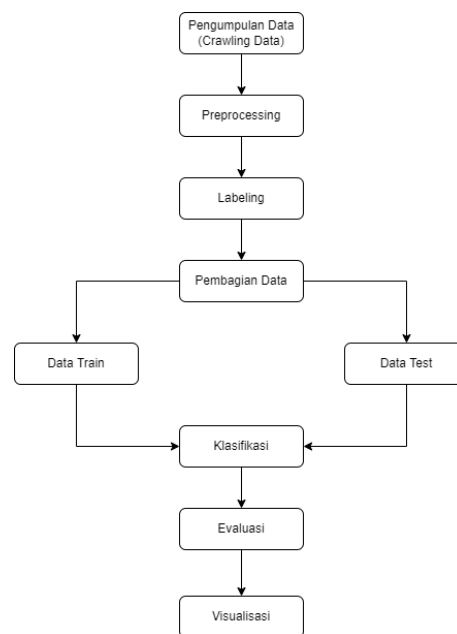 Pengumpulan Data
(Crawling Data)
Preprocessing
Labeling
Pembagian Data
Data Train
Data Test
Klasifikasi
Evaluasi
Visualisasi